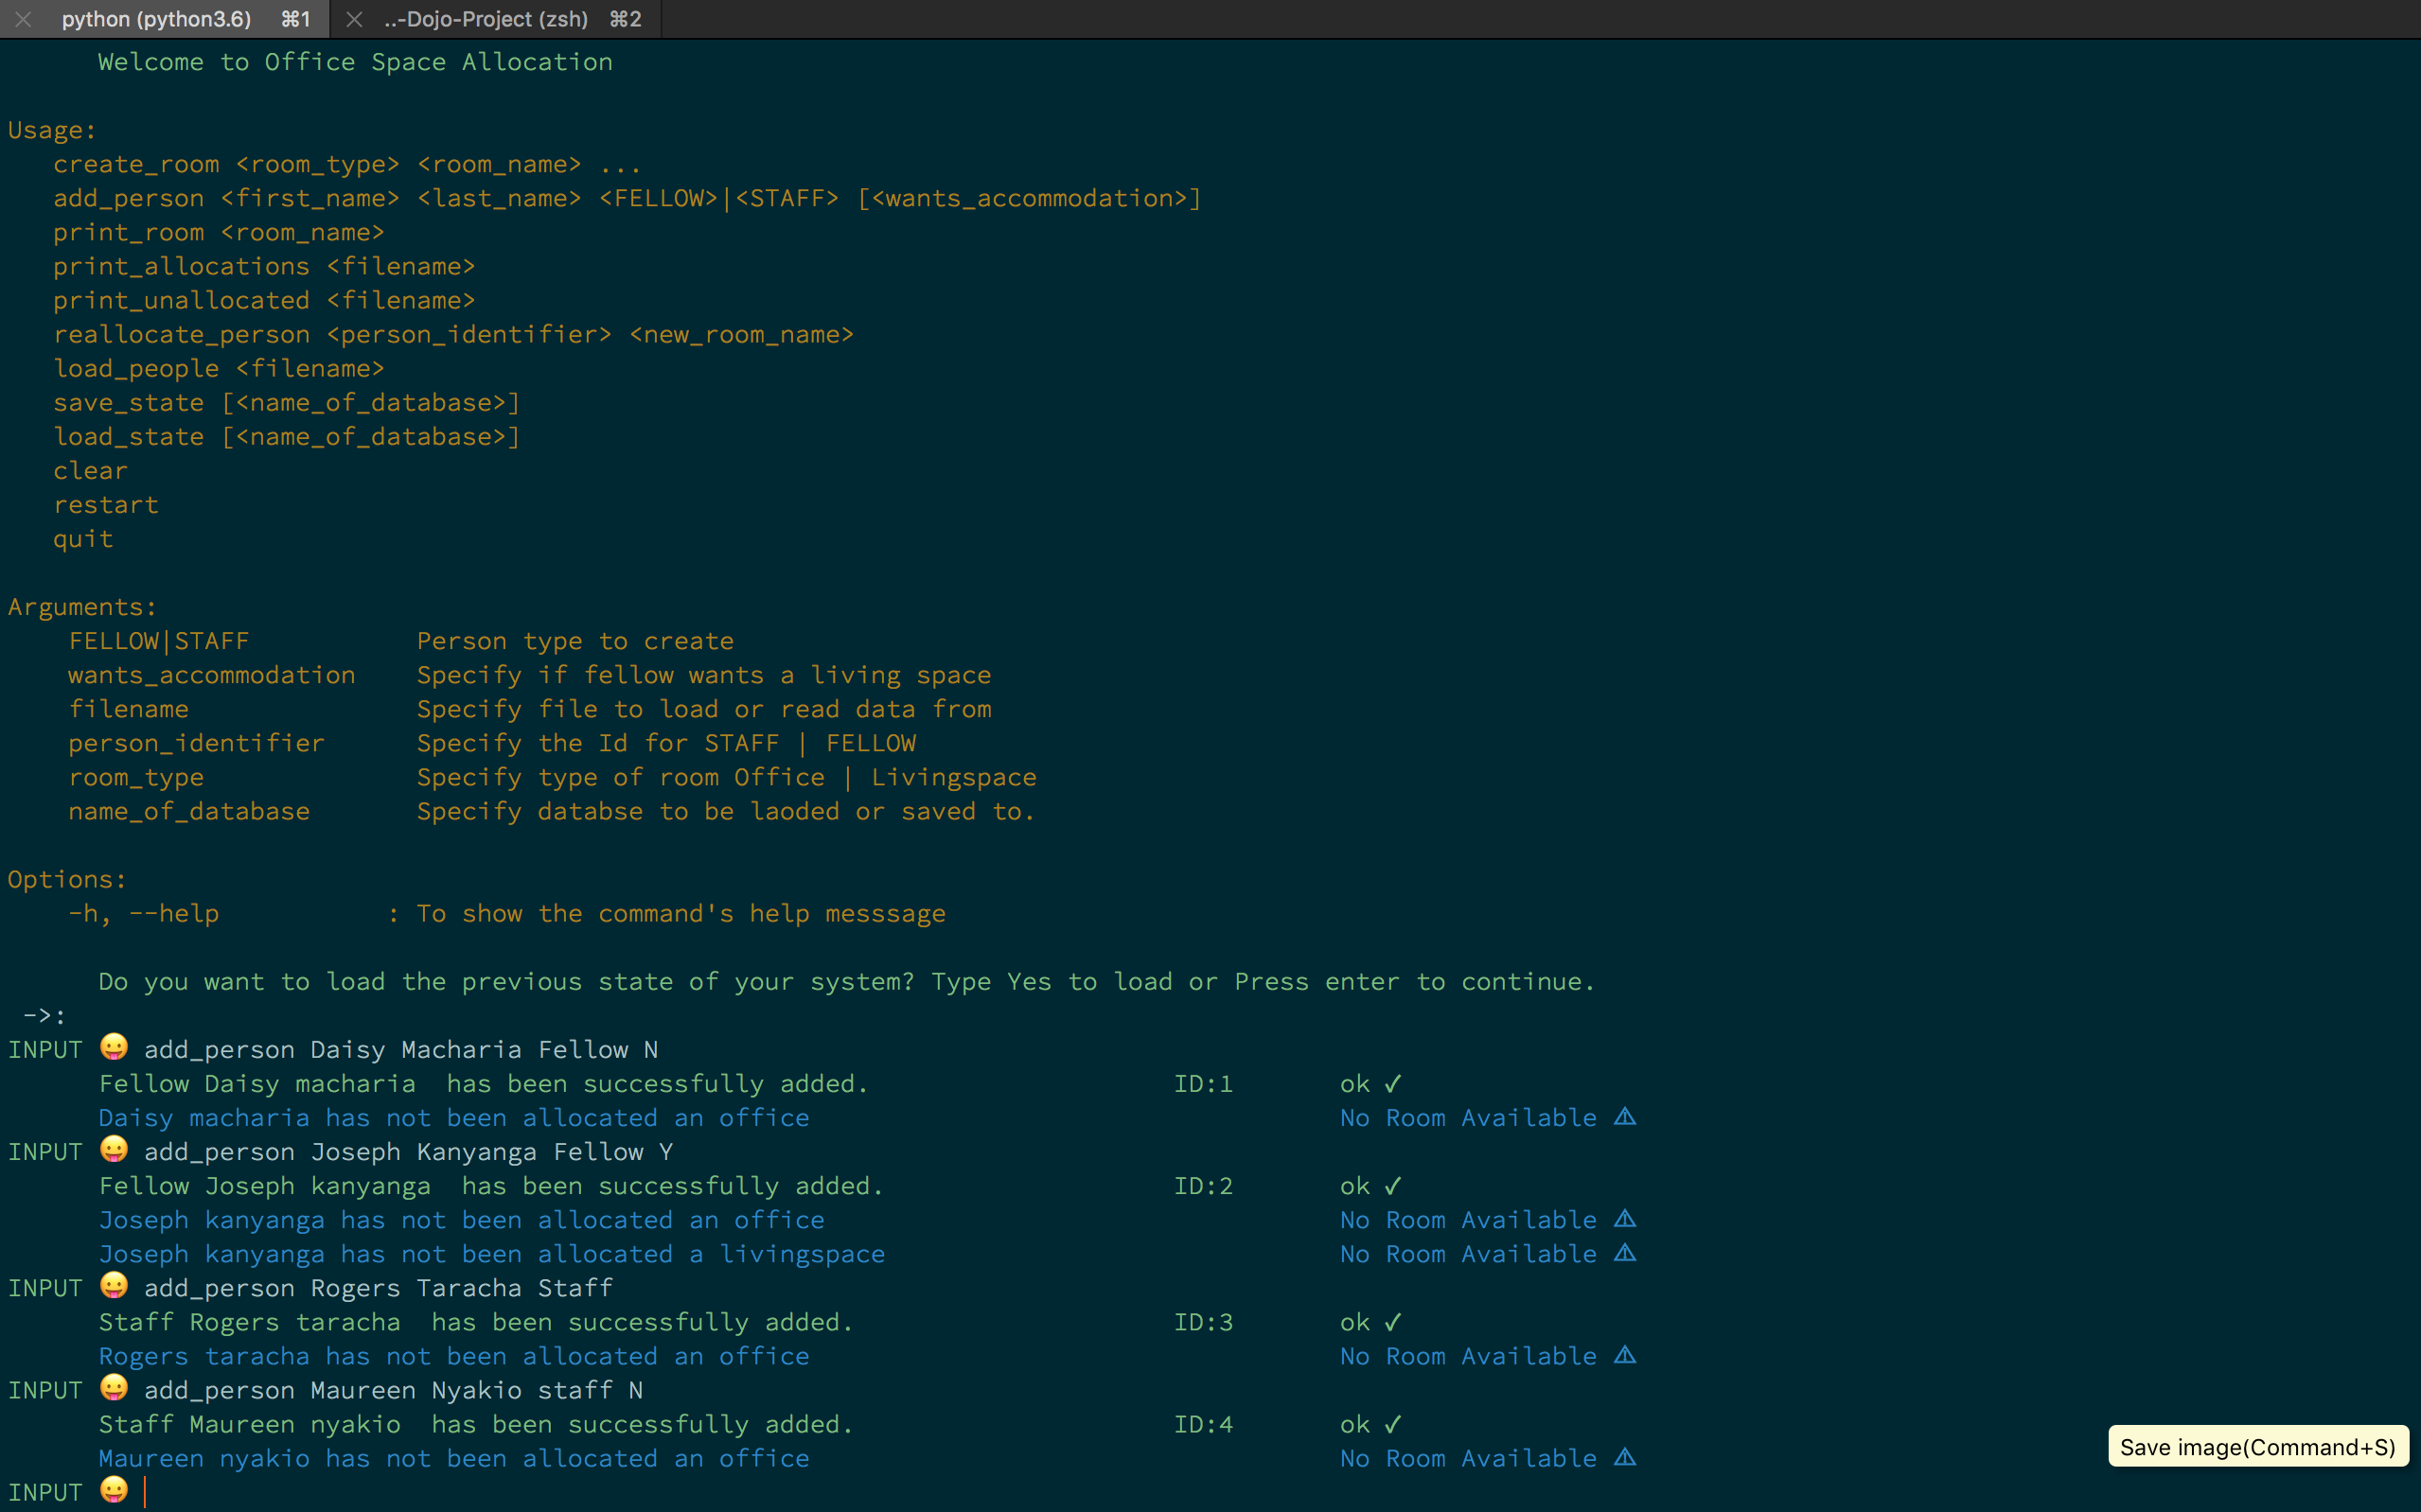 python (python3.6) ⌘1 ..-Dojo-Project (zsh) ⌘2
Welcome to Office Space Allocation
Usage:
create_room <room_type> <room_name> ...
add_person <first_name> <last_name> <FELLOW>|<STAFF> [<wants_accommodation>]
print_room <room_name>
print_allocations <filename>
print_unallocated <filename>
reallocate_person <person_identifier> <new_room_name>
load_people <filename>
save_state [<name_of_database>]
load_state [<name_of_database>]
clear
restart
quit
Arguments:
FELLOW|STAFF Person type to create
wants_accommodation Specify if fellow wants a living space
filename Specify file to load or read data from
person_identifier Specify the Id for STAFF | FELLOW
room_type Specify type of room Office | Livingspace
name_of_database Specify databse to be laoded or saved to.
Options:
-h, --help : To show the command's help messsage
Do you want to load the previous state of your system? Type Yes to load or Press enter to continue.
->:
INPUT 😛 add_person Daisy Macharia Fellow N
Fellow Daisy macharia  has been successfully added. ID:1 ok ✓
Daisy macharia has not been allocated an office No Room Available ⚠
INPUT 😛 add_person Joseph Kanyanga Fellow Y
Fellow Joseph kanyanga  has been successfully added. ID:2 ok ✓
Joseph kanyanga has not been allocated an office No Room Available ⚠
Joseph kanyanga has not been allocated a livingspace No Room Available ⚠
INPUT 😛 add_person Rogers Taracha Staff
Staff Rogers taracha  has been successfully added. ID:3 ok ✓
Rogers taracha has not been allocated an office No Room Available ⚠
INPUT 😛 add_person Maureen Nyakio staff N
Staff Maureen nyakio  has been successfully added. ID:4 ok ✓
Maureen nyakio has not been allocated an office No Room Available ⚠
INPUT 😛
Save image(Command+S)